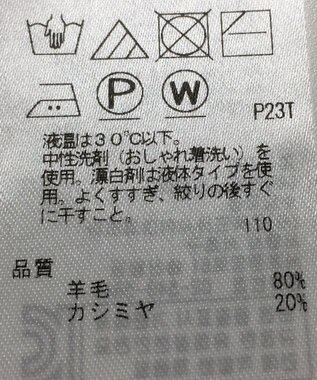 P W
P23T
液温は30℃以下。
中性洗剤（おしゃれ着洗い）を
使用。漂白剤は液体タイプを使
用。よくすすぎ、絞りの後すぐ
に干すこと。
110
品質
羊毛 80%
カシミヤ 20%